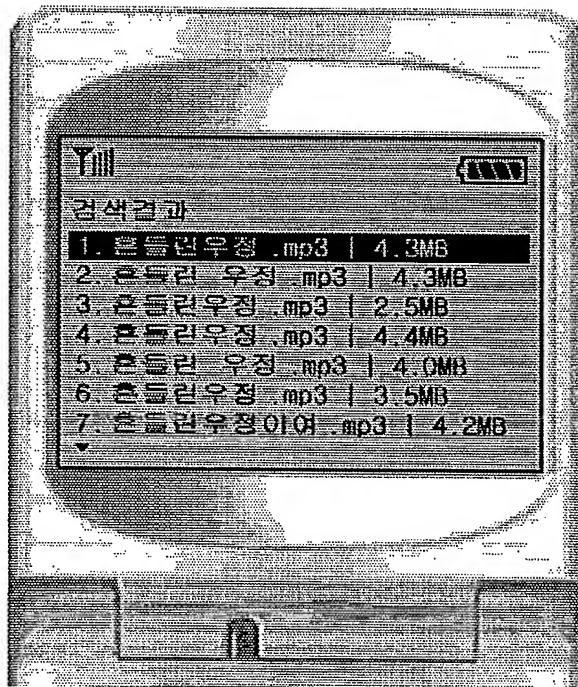 검색결과
1. 흔들린우정 .mp3 | 4.3MB
2. 흔들린 우정 .mp3 | 4.3MB
3. 흔들린우정 .mp3 | 2.5MB
4. 흔들린우정 .mp3 | 4.4MB
5. 흔들린 우정 .mp3 | 4.0MB
6. 흔들린우정 .mp3 | 3.5MB
7. 흔들린우정이여 .mp3 | 4.2MB